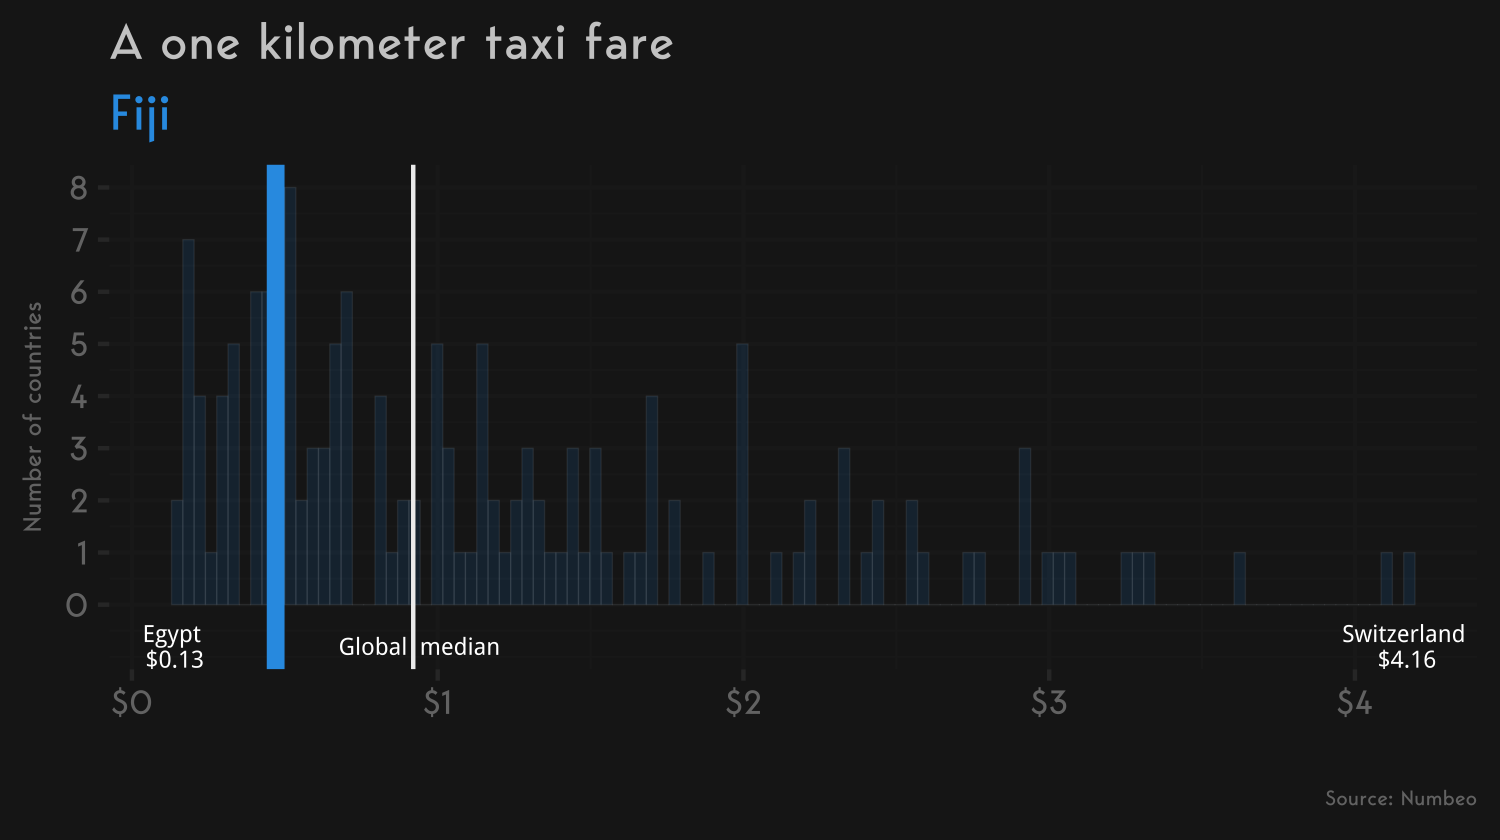 A one kilometer taxi fare
Fiji
Number of countries
8
7
6
5
4
3
2
1
0
Egypt
$0.13
Global median
Switzerland
$4.16
$0 $1 $2 $3 $4
Source: Numbeo